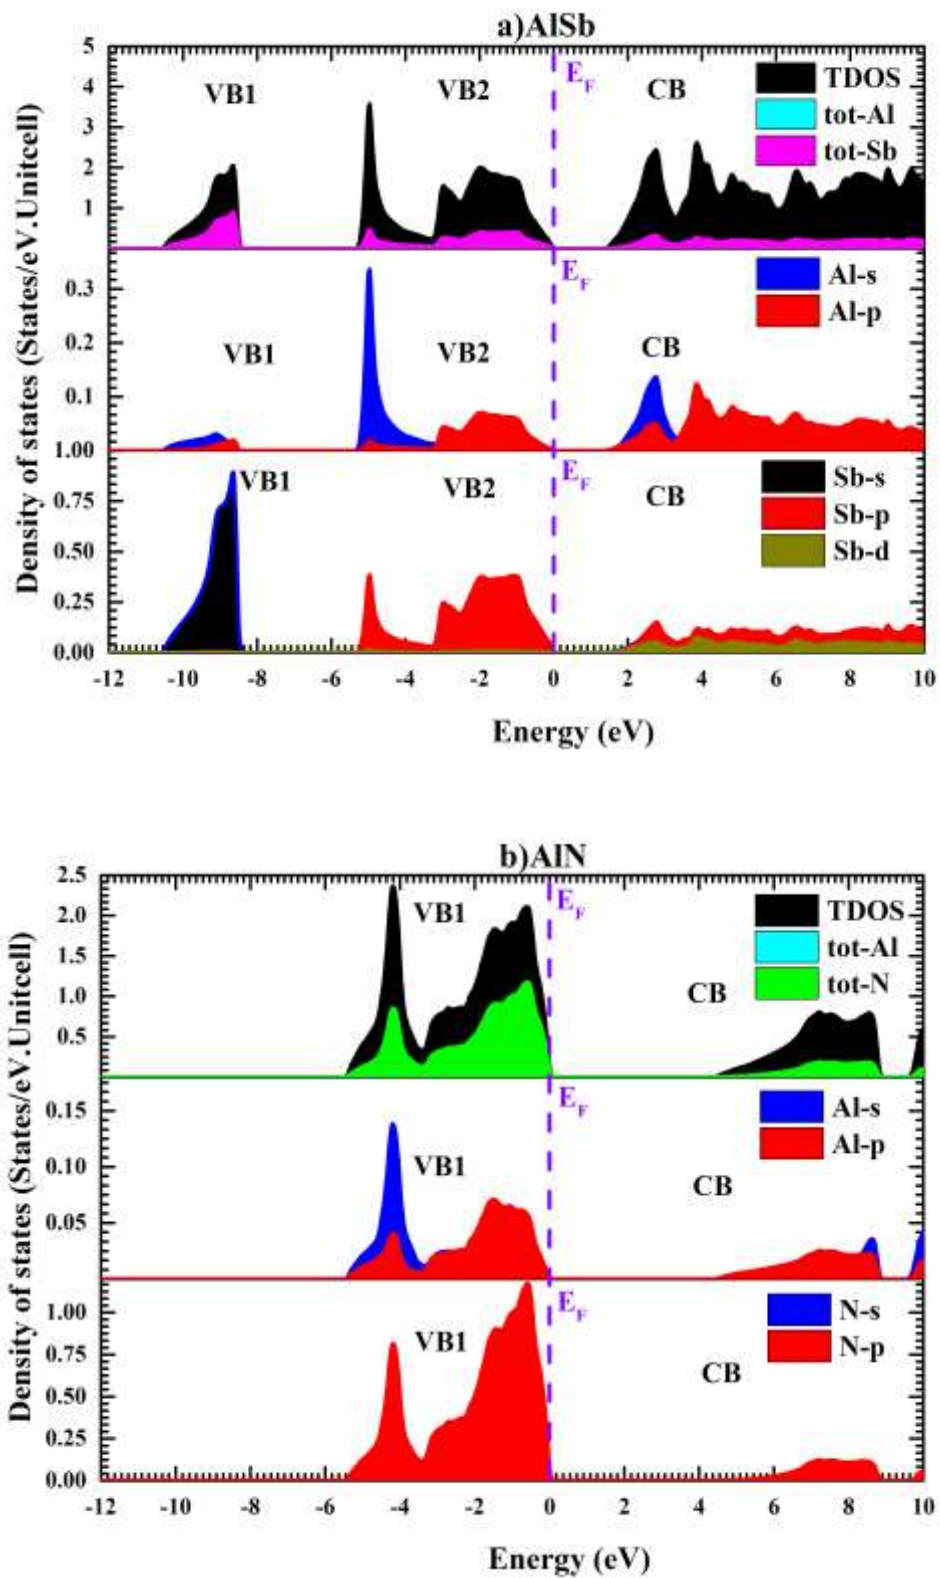 a)AlSb
Density of states (States/eV.Unitcell)
5
4
3
2
1
VB1
VB2
E_F
CB
TDOS
tot-Al
tot-Sb
0.3
0.2
0.1
1.00
VB1
VB2
E_F
CB
Al-s
Al-p
0.75
0.50
0.25
0.00
VB1
VB2
E_F
CB
Sb-s
Sb-p
Sb-d
-12 -10 -8 -6 -4 -2 0 2 4 6 8 10
Energy (eV)
b)AlN
Density of states (States/eV.Unitcell)
2.5
2.0
1.5
1.0
0.5
VB1
E_F
CB
TDOS
tot-Al
tot-N
0.15
0.10
0.05
VB1
E_F
CB
Al-s
Al-p
1.00
0.75
0.50
0.25
0.00
VB1
E_F
CB
N-s
N-p
-12 -10 -8 -6 -4 -2 0 2 4 6 8 10
Energy (eV)